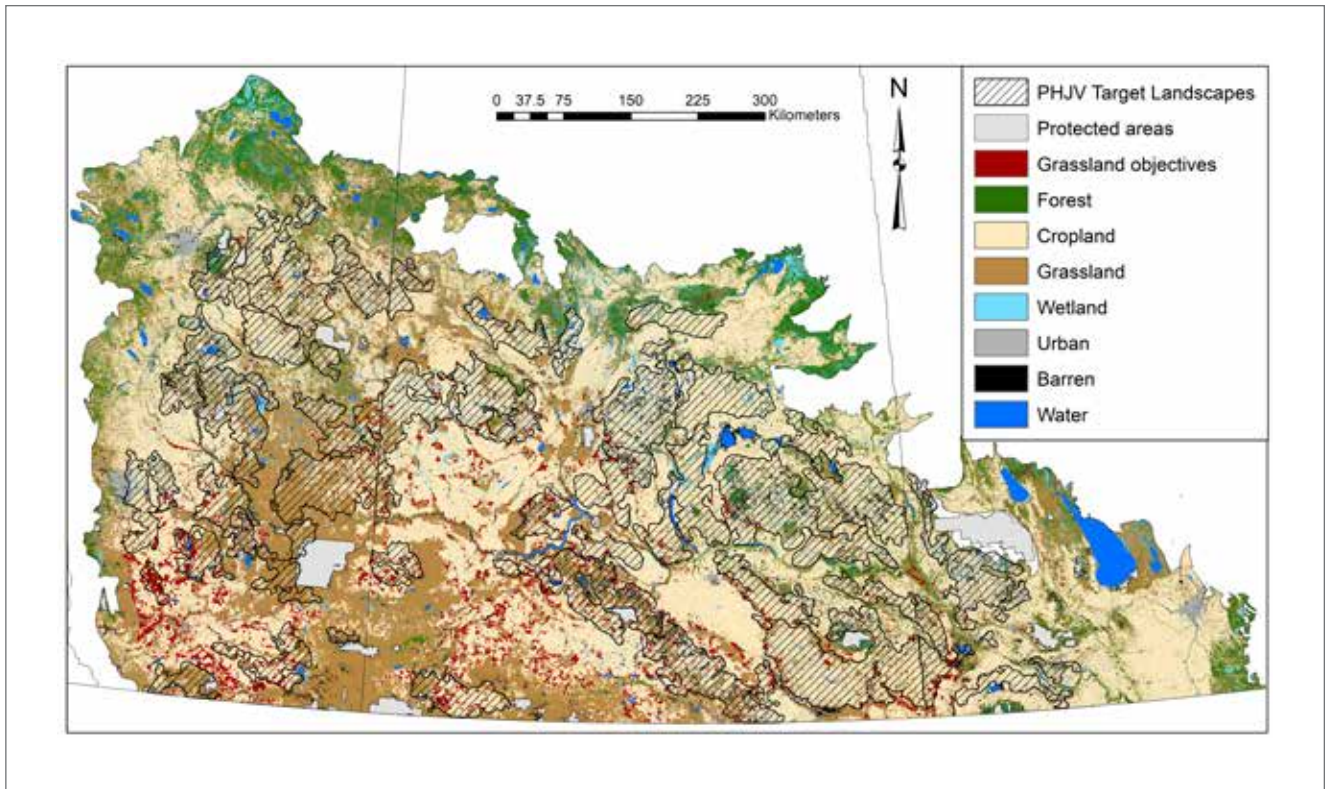 0 37.5 75 150 225 300
Kilometers
N
PHJV Target Landscapes
Protected areas
Grassland objectives
Forest
Cropland
Grassland
Wetland
Urban
Barren
Water